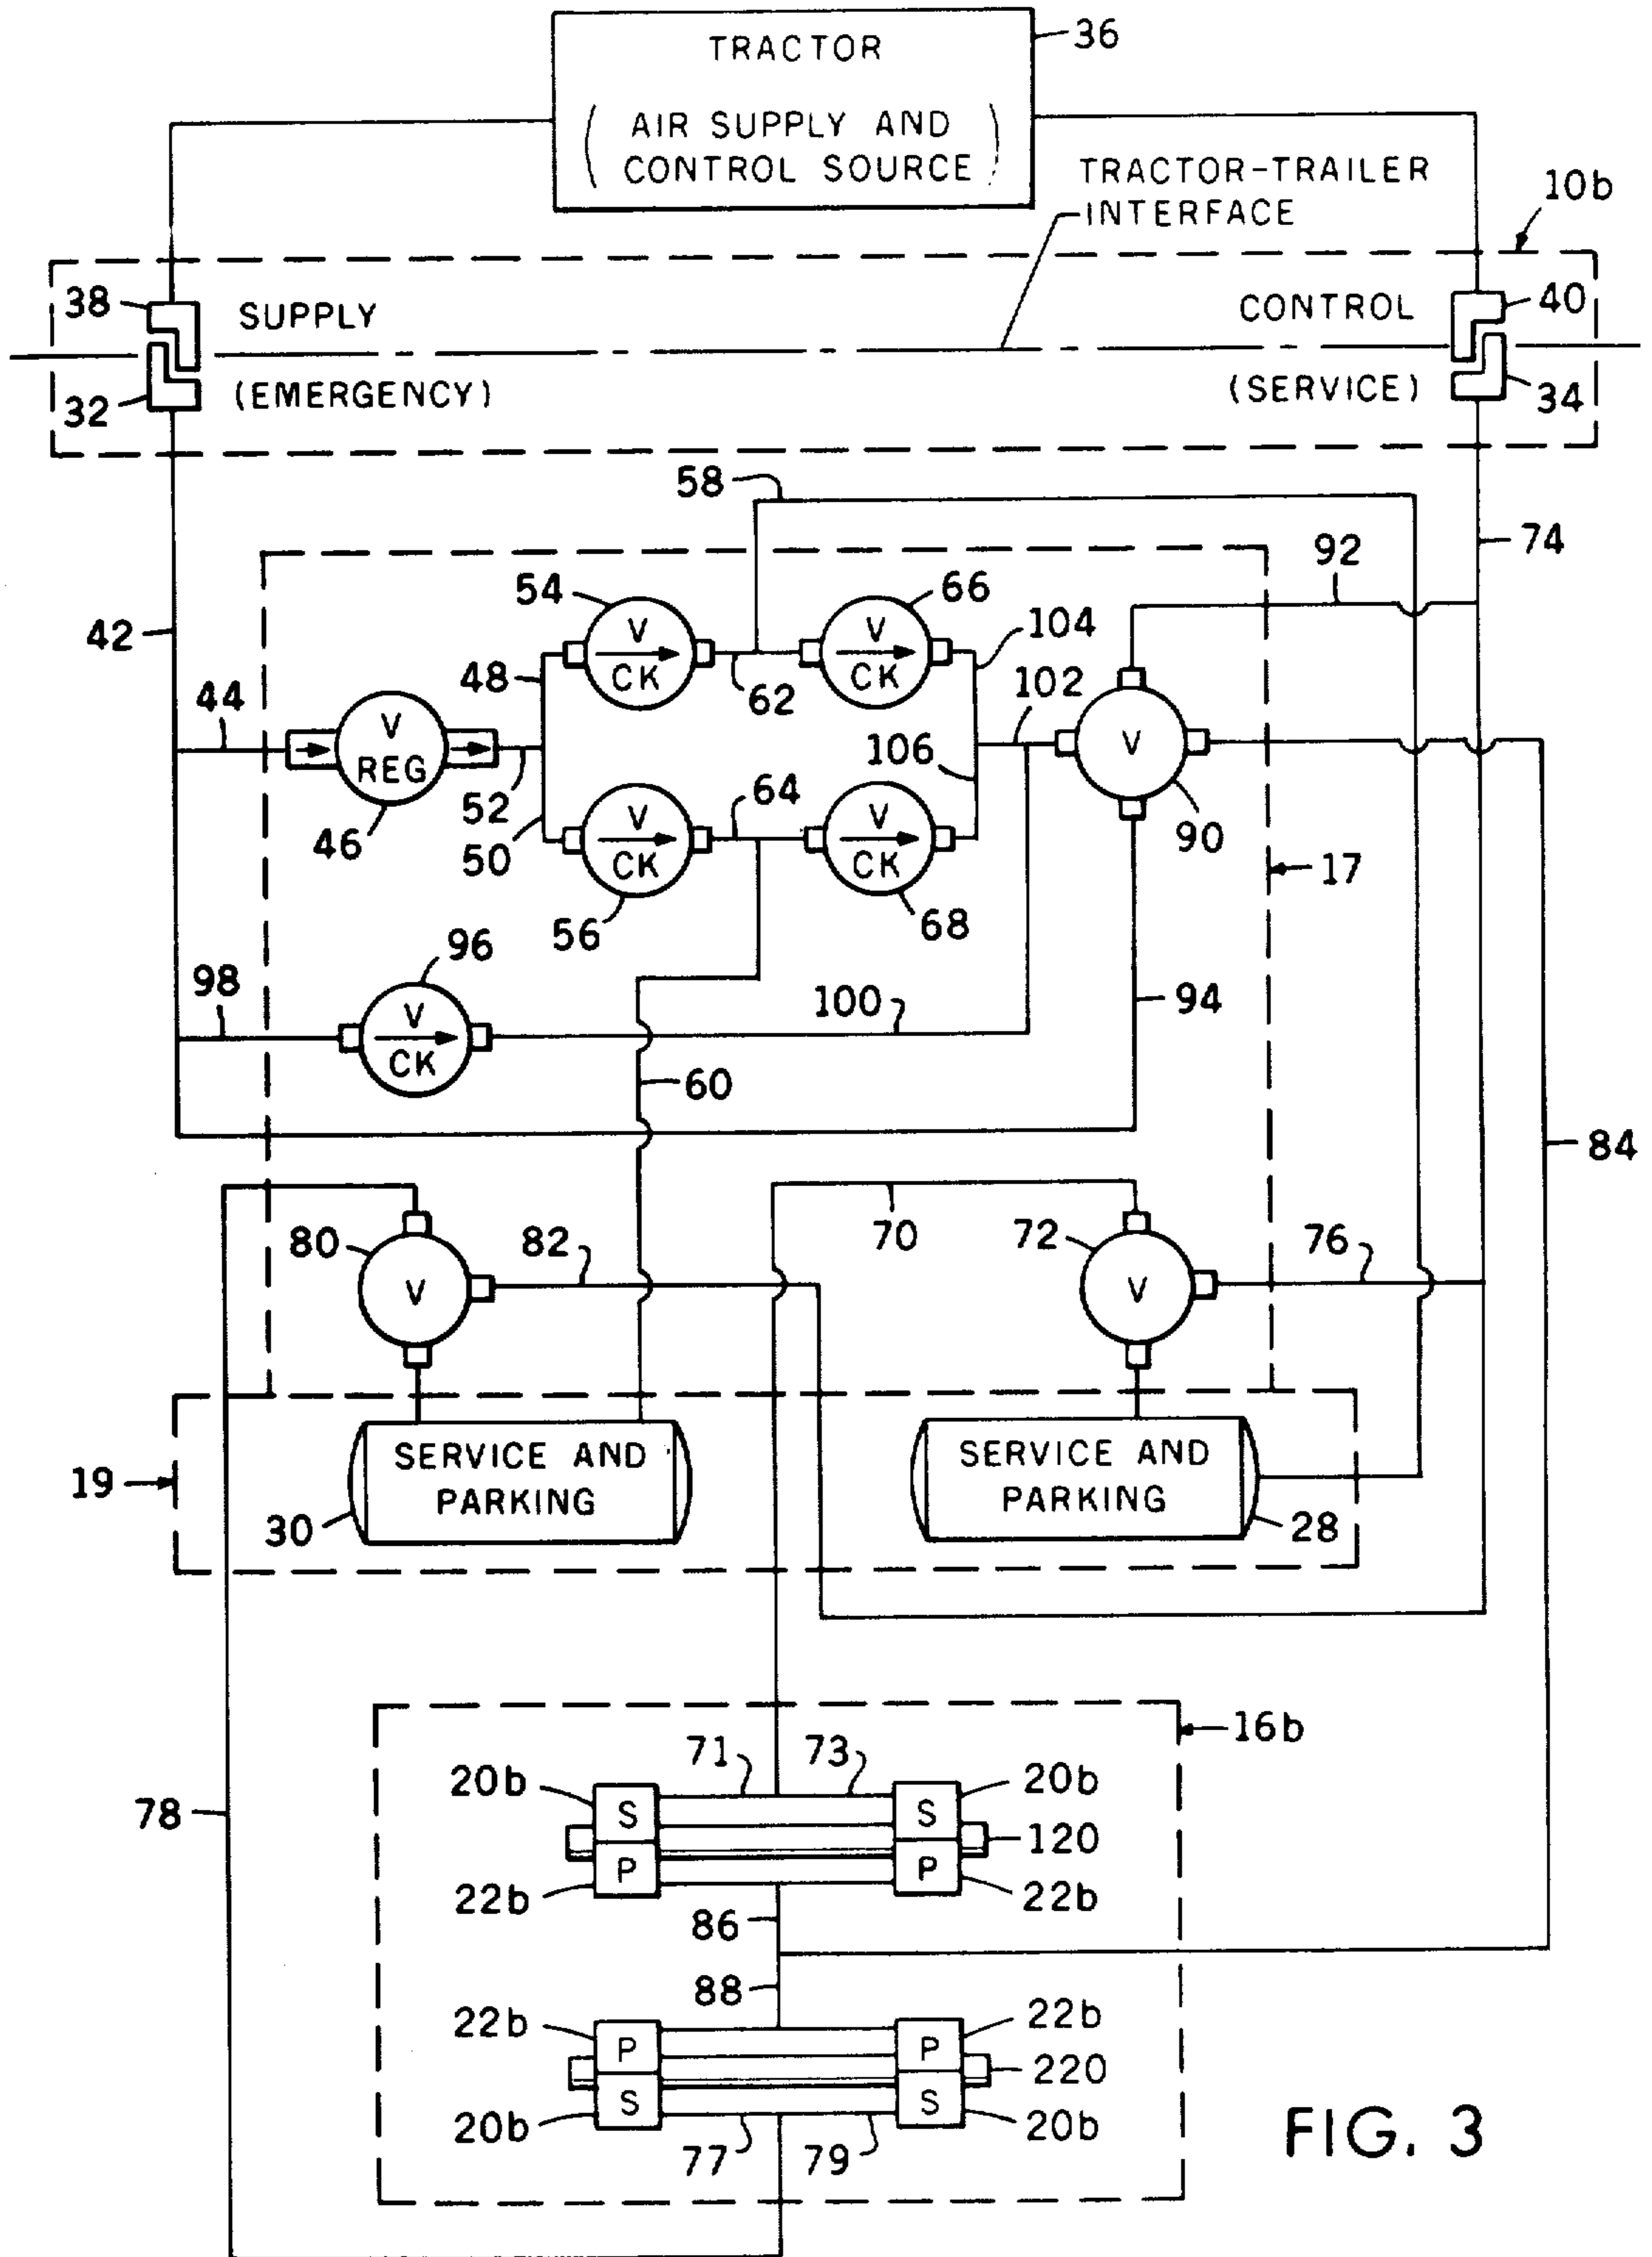 TRACTOR
36
( AIR SUPPLY AND
CONTROL SOURCE )
TRACTOR-TRAILER
INTERFACE
10b
38
SUPPLY
CONTROL
40
32
(EMERGENCY)
(SERVICE)
34
58
74
92
54
66
42
V
CK
V
CK
104
48
62
102
44
V
REG
106
V
52
64
46
50
V
CK
V
CK
90
17
56
68
96
98
V
CK
100
94
60
84
80
82
70
72
76
V
V
19
SERVICE AND
PARKING
SERVICE AND
PARKING
30
28
16b
71
73
20b
S
S
20b
78
120
22b
P
P
22b
86
88
22b
P
P
22b
220
20b
S
S
20b
77
79
FIG. 3